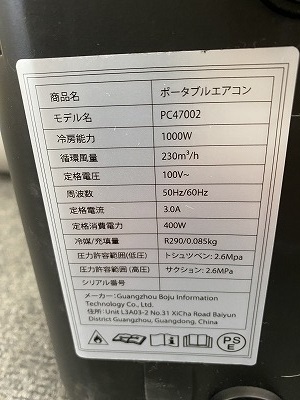 商品名 ポータブルエアコン
モデル名 PC47002
冷房能力 1000W
循環風量 230m³/h
定格電圧 100V~
周波数 50Hz/60Hz
定格電流 3.0A
定格消費電力 400W
冷媒/充填量 R290/0.085kg
圧力許容範囲(低圧) トシュツベン: 2.6Mpa
圧力許容範囲(高圧) サクション: 2.6MPa
シリアル番号
メーカー: Guangzhou Boju Information
Technology Co., Ltd.
住所: Unit L3A03-2 No.31 XiCha Road Baiyun
District Guangzhou, Guangdong, China
PS
E